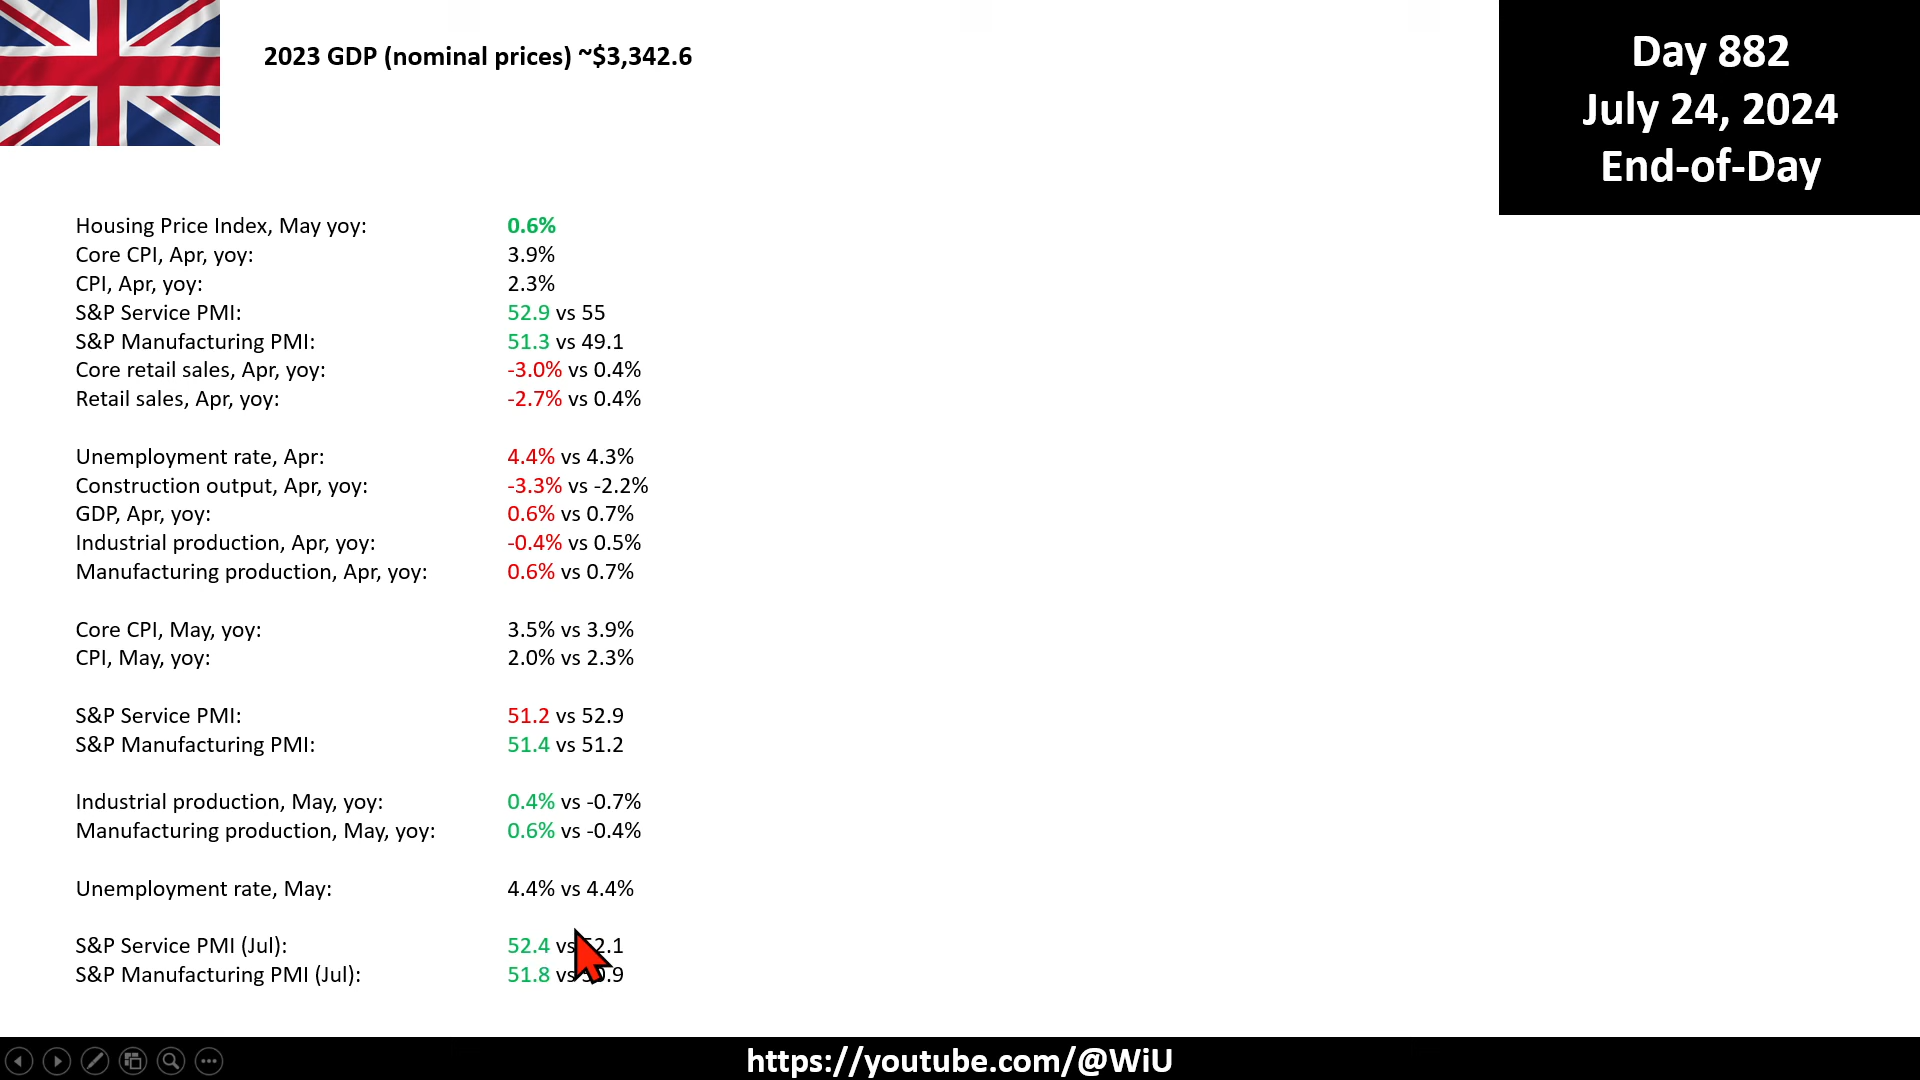 2023 GDP (nominal prices) ~$3,342.6
Day 882
July 24, 2024
End-of-Day
Housing Price Index, May yoy: 0.6%
Core CPI, Apr, yoy: 3.9%
CPI, Apr, yoy: 2.3%
S&P Service PMI: 52.9 vs 55
S&P Manufacturing PMI: 51.3 vs 49.1
Core retail sales, Apr, yoy: -3.0% vs 0.4%
Retail sales, Apr, yoy: -2.7% vs 0.4%
Unemployment rate, Apr: 4.4% vs 4.3%
Construction output, Apr, yoy: -3.3% vs -2.2%
GDP, Apr, yoy: 0.6% vs 0.7%
Industrial production, Apr, yoy: -0.4% vs 0.5%
Manufacturing production, Apr, yoy: 0.6% vs 0.7%
Core CPI, May, yoy: 3.5% vs 3.9%
CPI, May, yoy: 2.0% vs 2.3%
S&P Service PMI: 51.2 vs 52.9
S&P Manufacturing PMI: 51.4 vs 51.2
Industrial production, May, yoy: 0.4% vs -0.7%
Manufacturing production, May, yoy: 0.6% vs -0.4%
Unemployment rate, May: 4.4% vs 4.4%
S&P Service PMI (Jul): 52.4 vs
S&P Manufacturing PMI (Jul): 51.8 vs
https://youtube.com/@WiU